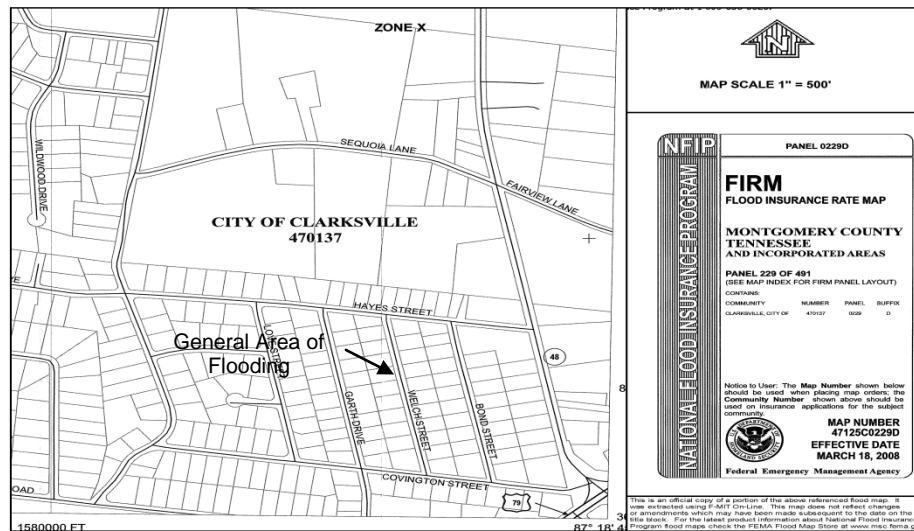 ZONE X
WILDWOOD DRIVE
SEQUOIA LANE
FAIRVIEW LANE
CITY OF CLARKSVILLE
470137
HAYES STREET
General Area of
Flooding
GARTH DRIVE
WELCH STREET
BOND STREET
48
COVINGTON STREET
79
OAD
1580000 FT
87° 18' 4
MAP SCALE 1" = 500'
NFIP
NATIONAL FLOOD INSURANCE PROGRAM
PANEL 0229D
FIRM
FLOOD INSURANCE RATE MAP
MONTGOMERY COUNTY
TENNESSEE
AND INCORPORATED AREAS
PANEL 229 OF 491
(SEE MAP INDEX FOR FIRM PANEL LAYOUT)
CONTAINS:
COMMUNITY NUMBER PANEL SUFFIX
CLARKSVILLE, CITY OF 470137 0229 D
Notice to User: The Map Number shown below
should be used when placing map orders; the
Community Number shown above should be
used on insurance applications for the subject
community.
MAP NUMBER
47125C0229D
EFFECTIVE DATE
MARCH 18, 2008
Federal Emergency Management Agency
This is an official copy of a portion of the above referenced flood map. It
was extracted using F-MIT On-Line. This map does not reflect changes
or amendments which may have been made subsequent to the date on the
title block. For the latest product information about National Flood Insuranc
Program flood maps check the FEMA Flood Map Store at www.msc.fema.g